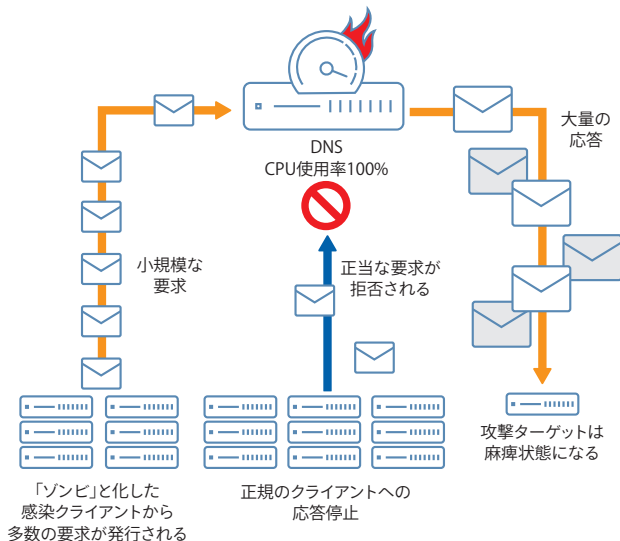 DNS
CPU使用率100%
大量の
応答
小規模な
要求
正当な要求が
拒否される
攻撃ターゲットは
麻痺状態になる
「ゾンビ」と化した
感染クライアントから
多数の要求が発行される
正規のクライアントへの
応答停止